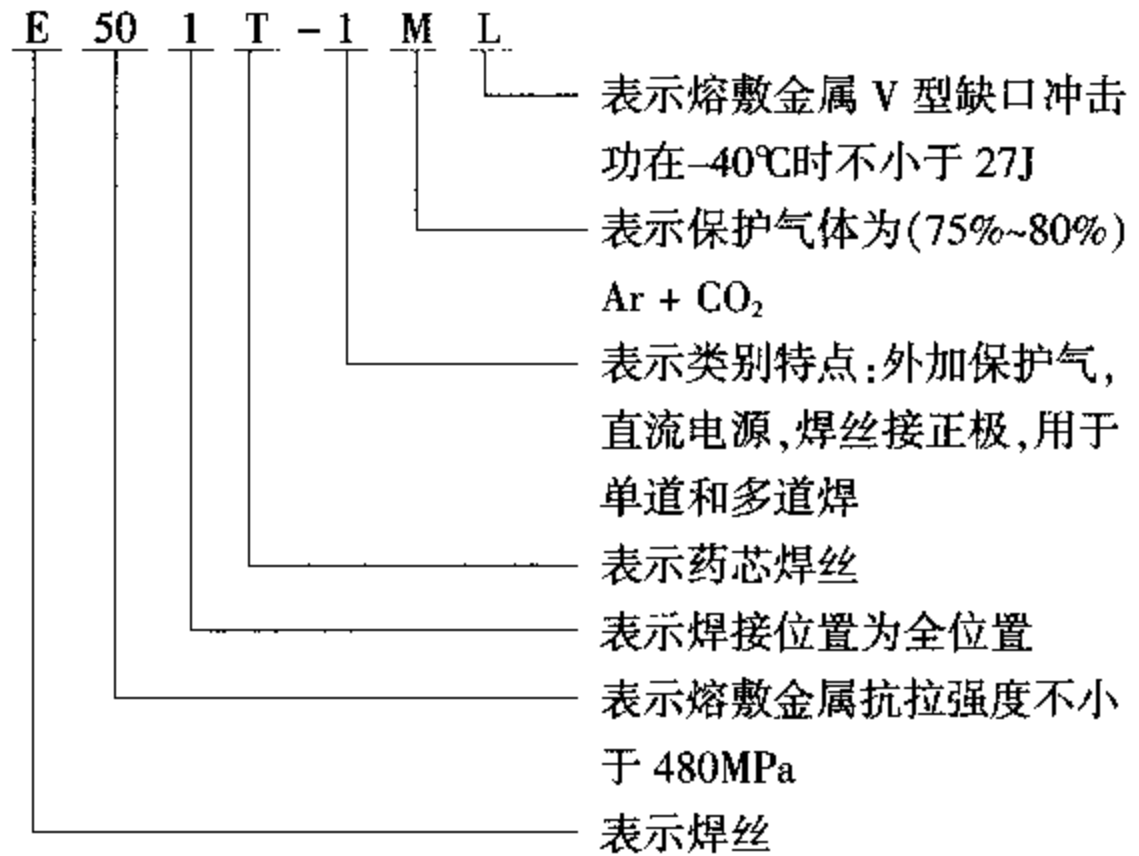 E 50 1 T - 1 M L
表示熔敷金属 V 型缺口冲击
功在-40℃时不小于 27J
表示保护气体为(75%~80%)
Ar + CO₂
表示类别特点:外加保护气,
直流电源,焊丝接正极,用于
单道和多道焊
表示药芯焊丝
表示焊接位置为全位置
表示熔敷金属抗拉强度不小
于 480MPa
表示焊丝